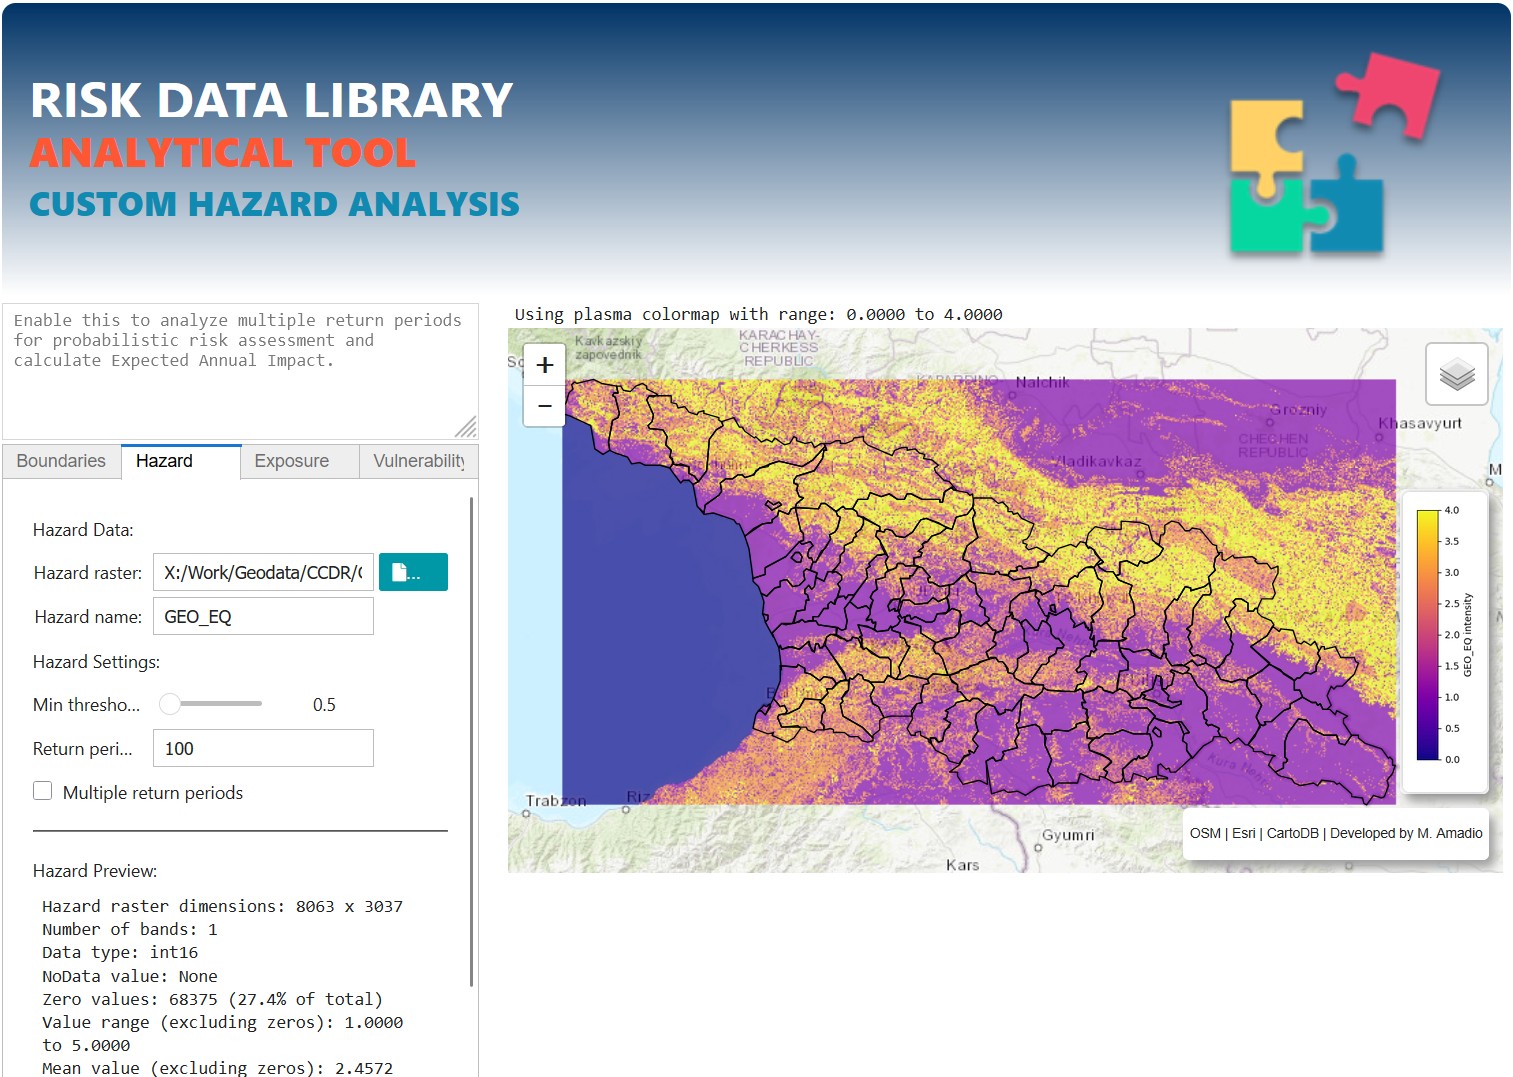 RISK DATA LIBRARY
ANALYTICAL TOOL
CUSTOM HAZARD ANALYSIS
Enable this to analyze multiple return periods
for probabilistic risk assessment and
calculate Expected Annual Impact.
Boundaries Hazard Exposure Vulnerability
Hazard Data:
Hazard raster: X:/Work/Geodata/CCDR/ ...
Hazard name: GEO_EQ
Hazard Settings:
Min thresho... 0.5
Return peri... 100
Multiple return periods
Hazard Preview:
Hazard raster dimensions: 8063 x 3037
Number of bands: 1
Data type: int16
NoData value: None
Zero values: 68375 (27.4% of total)
Value range (excluding zeros): 1.0000
to 5.0000
Mean value (excluding zeros): 2.4572
Using plasma colormap with range: 0.0000 to 4.0000
+
−
Kavkazskiy
zapovednik
KARACHAY-
CHERKESS
REPUBLIC
Nalchik
Grozniy
Khasavyurt
CHECHEN
REPUBLIC
Vladikavkaz
M
Trabzon
Riz
Gyumri
Kars
4.0
3.5
3.0
2.5
2.0
1.5
1.0
0.5
0.0
GEO_EQ intensity
OSM | Esri | CartoDB | Developed by M. Amadio